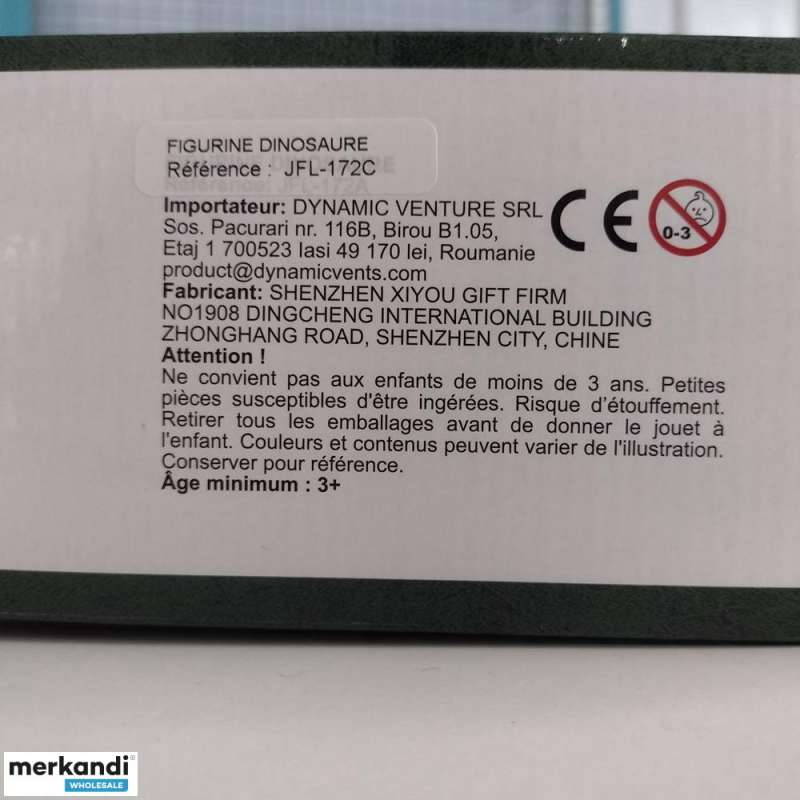 FIGURINE DINOSAURE
Référence : JFL-172C
Référence: JFL-172A
Importateur: DYNAMIC VENTURE SRL
Sos. Pacurari nr. 116B, Birou B1.05,
Etaj 1 700523 Iasi 49 170 lei, Roumanie
product@dynamicvents.com
Fabricant: SHENZHEN XIYOU GIFT FIRM
NO1908 DINGCHENG INTERNATIONAL BUILDING
ZHONGHANG ROAD, SHENZHEN CITY, CHINE
Attention !
Ne convient pas aux enfants de moins de 3 ans. Petites
pièces susceptibles d'être ingérées. Risque d’étouffement.
Retirer tous les emballages avant de donner le jouet à
l'enfant. Couleurs et contenus peuvent varier de l'illustration.
Conserver pour référence.
Âge minimum : 3+
CE
0-3
merkandi
WHOLESALE